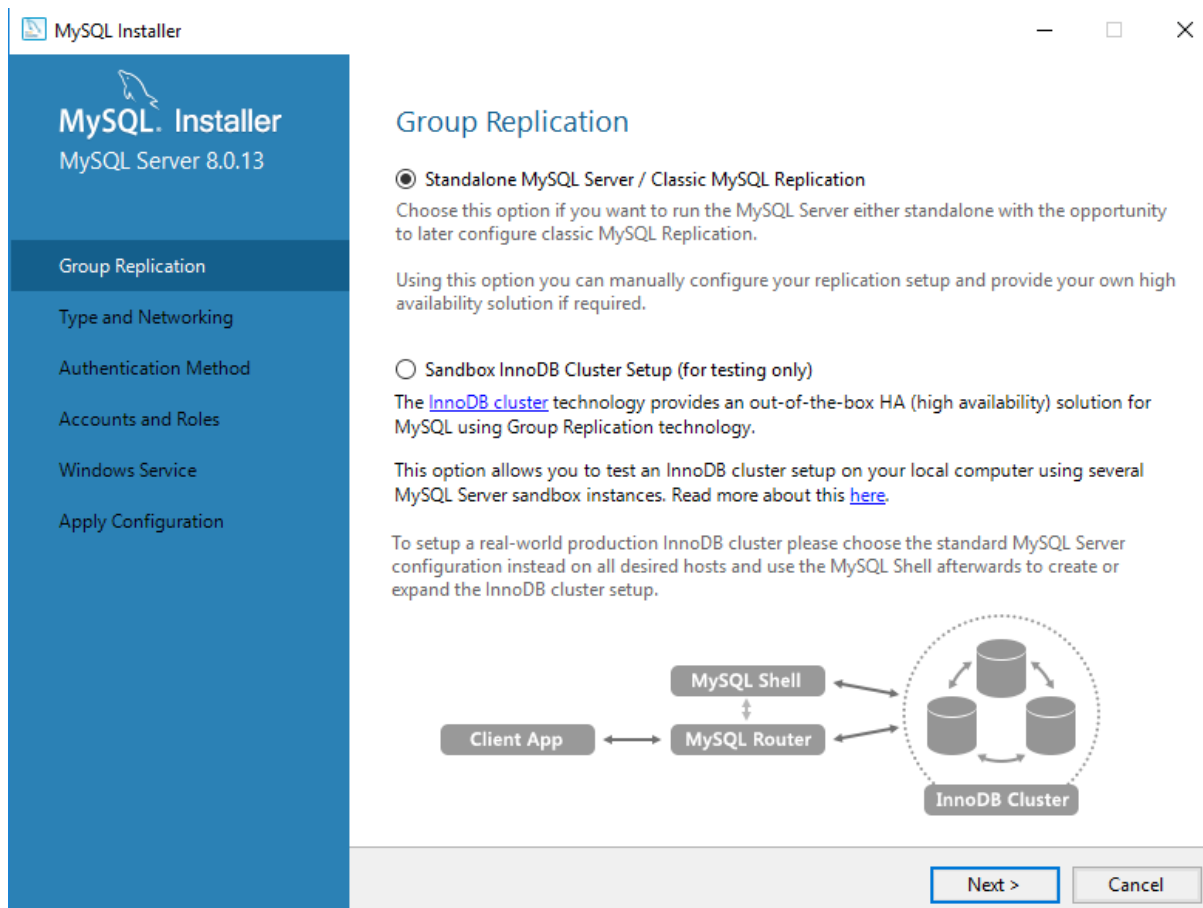 MySQL Installer
MySQL. Installer
MySQL Server 8.0.13
Group Replication
Type and Networking
Authentication Method
Accounts and Roles
Windows Service
Apply Configuration
Group Replication
Standalone MySQL Server / Classic MySQL Replication
Choose this option if you want to run the MySQL Server either standalone with the opportunity
to later configure classic MySQL Replication.
Using this option you can manually configure your replication setup and provide your own high
availability solution if required.
Sandbox InnoDB Cluster Setup (for testing only)
The InnoDB cluster technology provides an out-of-the-box HA (high availability) solution for
MySQL using Group Replication technology.
This option allows you to test an InnoDB cluster setup on your local computer using several
MySQL Server sandbox instances. Read more about this here.
To setup a real-world production InnoDB cluster please choose the standard MySQL Server
configuration instead on all desired hosts and use the MySQL Shell afterwards to create or
expand the InnoDB cluster setup.
MySQL Shell
Client App
MySQL Router
InnoDB Cluster
Next >
Cancel